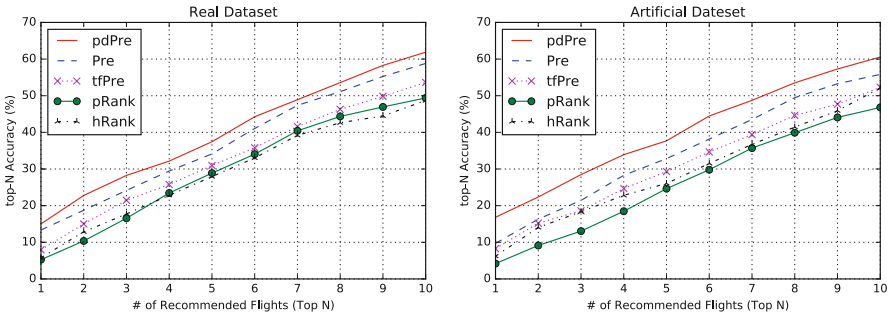 Real Dataset
top-N Accuracy (%)
70
60
50
40
30
20
10
0
pdPre
Pre
tfPre
pRank
hRank
1 2 3 4 5 6 7 8 9 10
# of Recommended Flights (Top N)
Artificial Dateset
top-N Accuracy (%)
70
60
50
40
30
20
10
0
pdPre
Pre
tfPre
pRank
hRank
1 2 3 4 5 6 7 8 9 10
# of Recommended Flights (Top N)